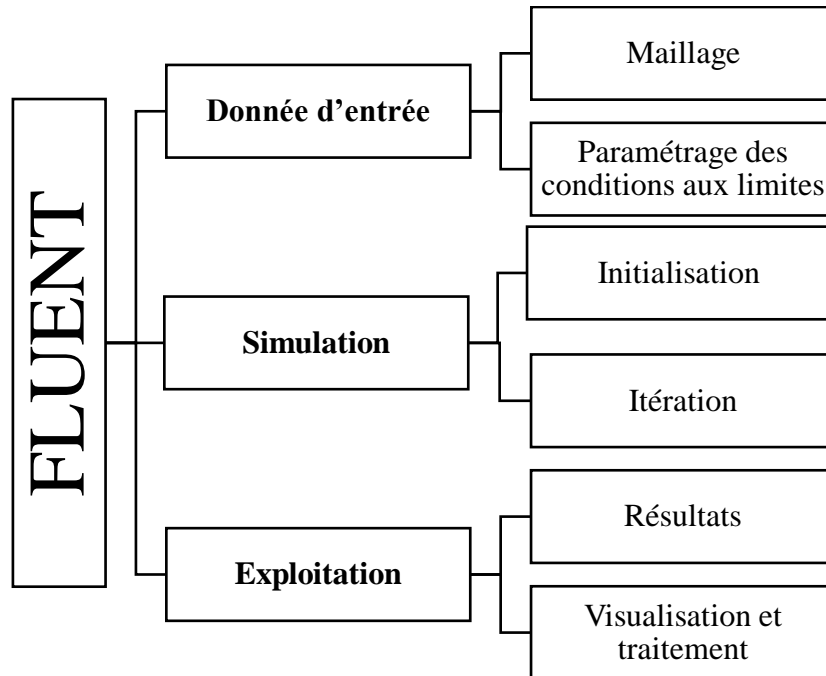 FLUENT
Donnée d'entrée
Maillage
Paramétrage des
conditions aux limites
Simulation
Initialisation
Itération
Exploitation
Résultats
Visualisation et
traitement